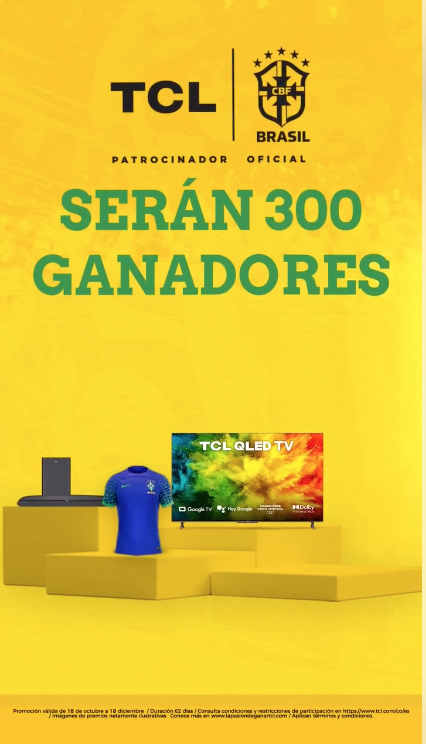 TCL
CBF
BRASIL
PATROCINADOR OFICIAL
SERÁN 300
GANADORES
TCL QLED TV
Google TV Hey Google Dolby
Promoción válida de 18 de octubre a 18 diciembre / Duración 62 días / Consulta condiciones y restricciones de participación en https://www.tcl.com/co/es
/ Imágenes de premios netamente ilustrativas. Conoce más en www.lapasiondeganartcl.com / Aplican términos y condiciones.